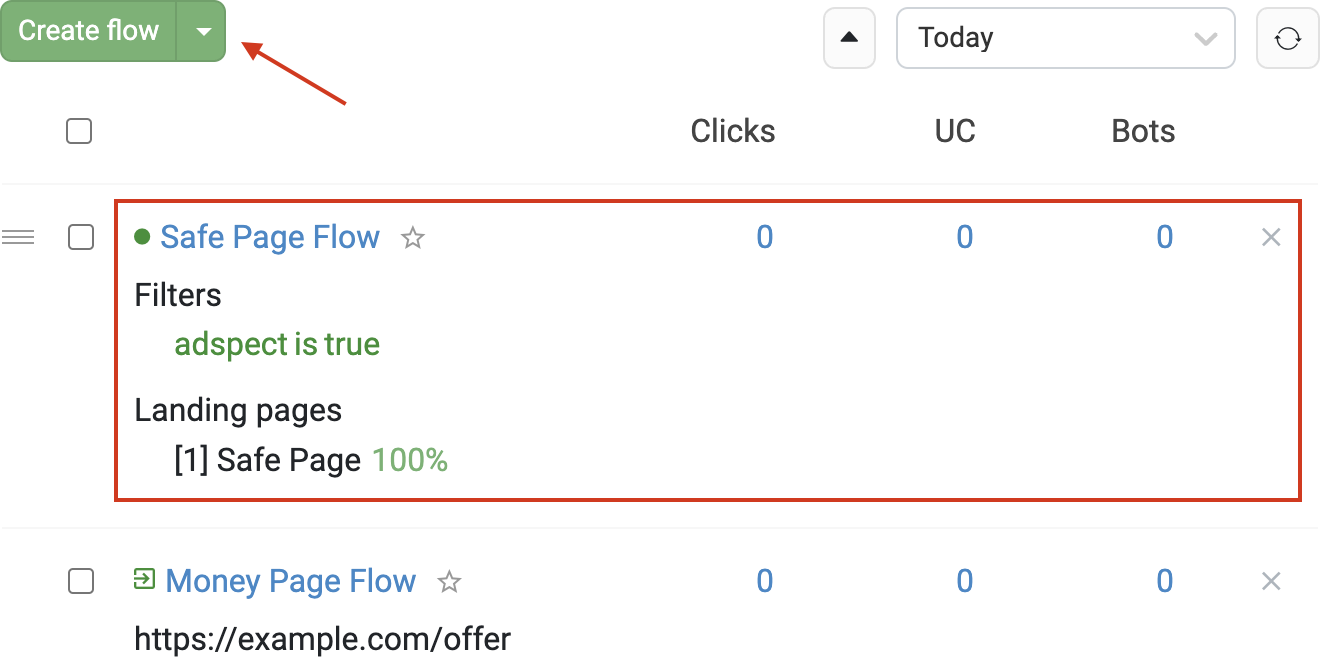 Create flow
Today
Clicks UC Bots
Safe Page Flow 0 0 0
Filters
adspect is true
Landing pages
[1] Safe Page 100%
Money Page Flow 0 0 0
https://example.com/offer